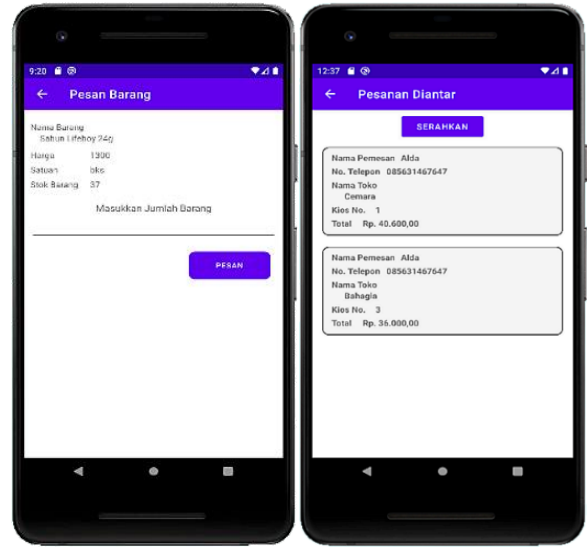 9:20
Pesan Barang
Nama Barang
Sabun Lifeboy 24g
Harga 1300
Satuan bks
Stok Barang 37
Masukkan Jumlah Barang
PESAN
12:37
Pesanan Diantar
SERAHKAN
Nama Pemesan Alda
No. Telepon 085631467647
Nama Toko
Cemara
Kios No. 1
Total Rp. 40.600,00
Nama Pemesan Alda
No. Telepon 085631467647
Nama Toko
Bahagia
Kios No. 3
Total Rp. 36.000,00